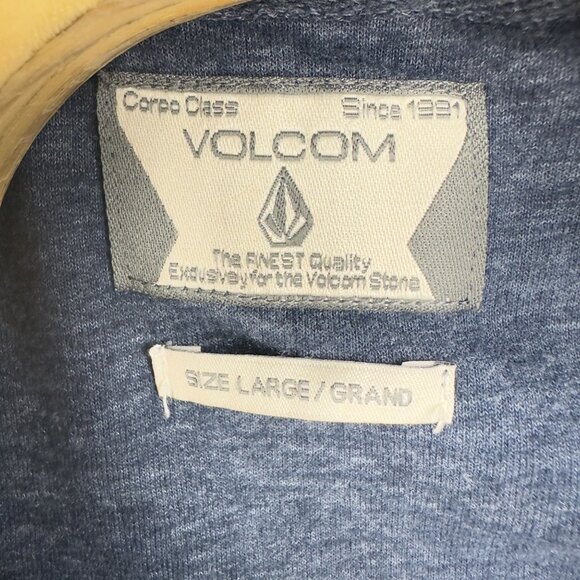 Corpo Class Since 1991
VOLCOM
The FINEST Quality
Exclusively for the Volcom Stone
SIZE LARGE / GRAND